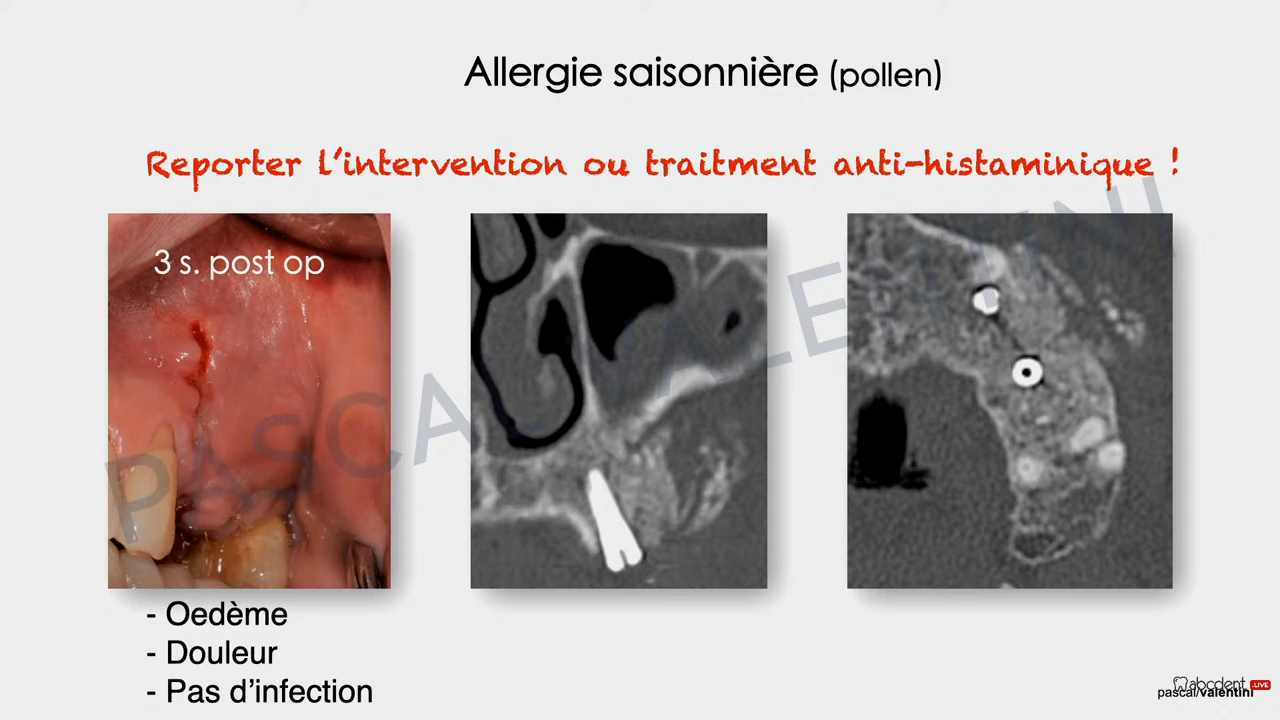 Allergie saisonnière (pollen)
Reporter l’intervention ou traitment anti-histaminique !
3 s. post op
PASCAL VALENTINI
- Oedème
- Douleur
- Pas d’infection
abcdent LIVE
pascal/valentini